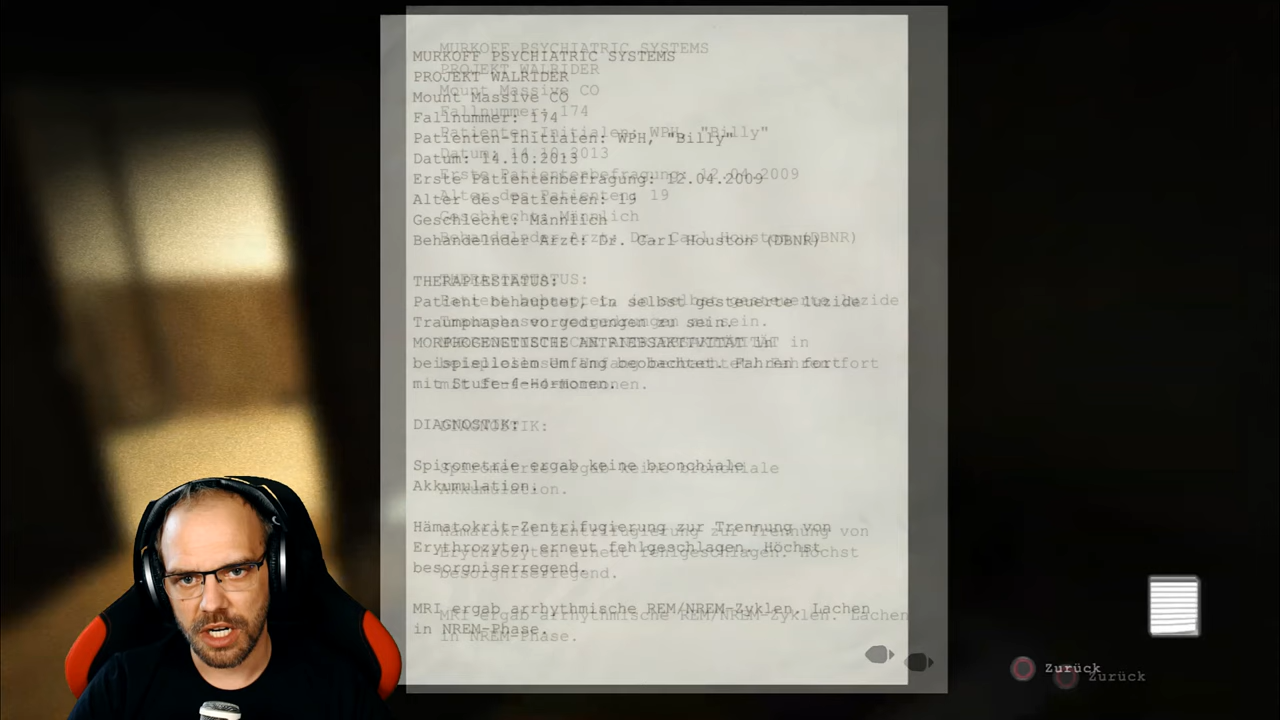 MURKOFF PSYCHIATRIC SYSTEMS
PROJEKT WALRIDER
Mount Massive CO
Fallnummer: 174
Patienten-Initialen: WPH, "Billy"
Datum: 14.10.2013
Erste Patientenbefragung: 12.04.2009
Alter des Patienten: 19
Geschlecht: Männlich
Behandelnder Arzt: Dr. Carl Houston (DBNR)
THERAPIESTATUS:
Patient behauptet, in selbst gesteuerte luzide
Traumphasen vorgedrungen zu sein.
MORPHOGENETISCHE ANTRIEBSAKTIVITÄT in
beispiellosem Umfang beobachtet. Fahren fort
mit Stufe-4-Hormonen.
DIAGNOSTIK:
Spirometrie ergab keine bronchiale
Akkumulation.
Hämatokrit-Zentrifugierung zur Trennung von
Erythrozyten erneut fehlgeschlagen. Höchst
besorgniserregend.
MRI ergab arrhythmische REM/NREM-Zyklen. Lachen
in NREM-Phase.
Zurück
Zurück